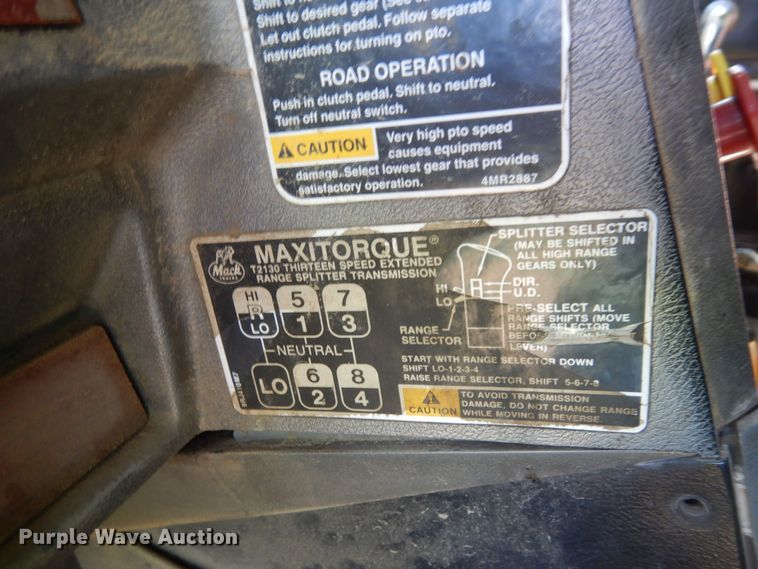 Shift to desired gear
Let out clutch pedal. Follow separate
instructions for turning on pto.
ROAD OPERATION
Push in clutch pedal. Shift to neutral.
Turn off neutral switch.
CAUTION
Very high pto speed
causes equipment
damage. Select lowest gear that provides
satisfactory operation.
4MR2887
Mack
TRUCKS
MAXITORQUE®
T2130 THIRTEEN SPEED EXTENDED
RANGE SPLITTER TRANSMISSION
HI
R
LO
5
1
7
3
NEUTRAL
LO
6
2
8
4
SPLITTER SELECTOR
(MAY BE SHIFTED IN
ALL HIGH RANGE
GEARS ONLY)
DIR.
U.D.
HI
LO
RANGE
SELECTOR
PRE-SELECT ALL
RANGE SHIFTS (MOVE
RANGE SELECTOR
LEVER)
START WITH RANGE SELECTOR DOWN
SHIFT LO-1-2-3-4
RAISE RANGE SELECTOR, SHIFT 5-6-7-8
CAUTION
TO AVOID TRANSMISSION
DAMAGE, DO NOT CHANGE RANGE
WHILE MOVING IN REVERSE.
Purple Wave Auction®